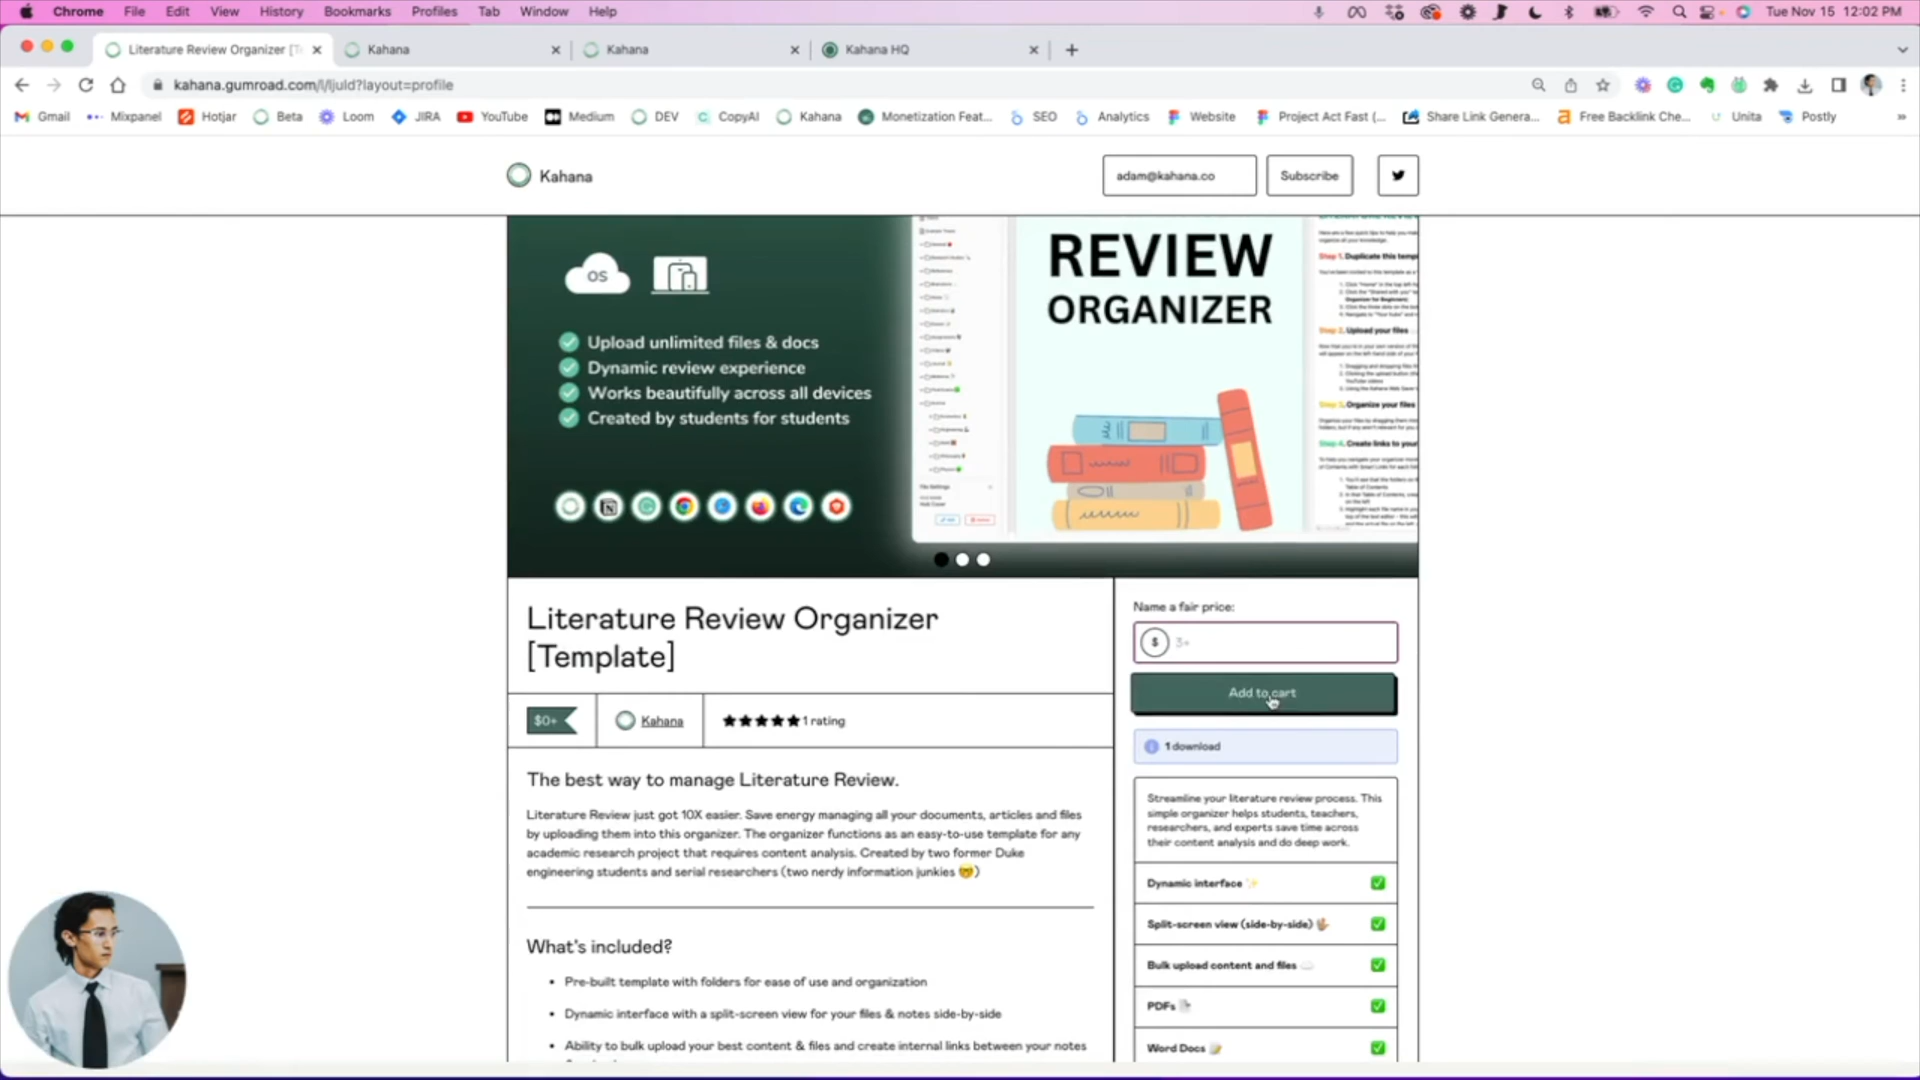 Chrome File Edit View History Bookmarks Profiles Tab Window Help
Tue Nov 15 12:02 PM
Literature Review Organizer [T
Kahana
Kahana
Kahana HQ
kahana.gumroad.com/l/ljuld?layout=profile
Gmail
Mixpanel
Hotjar
Beta
Loom
JIRA
YouTube
Medium
DEV
CopyAI
Kahana
Monetization Feat...
SEO
Analytics
Website
Project Act Fast (...
Share Link Genera...
Free Backlink Che...
Unita
Postly
Kahana
adam@kahana.co
Subscribe
OS
Upload unlimited files & docs
Dynamic review experience
Works beautifully across all devices
Created by students for students
REVIEW
ORGANIZER
Literature Review Organizer
[Template]
$0+
Kahana
1 rating
The best way to manage Literature Review.
Literature Review just got 10X easier. Save energy managing all your documents, articles and files
by uploading them into this organizer. The organizer functions as an easy-to-use template for any
academic research project that requires content analysis. Created by two former Duke
engineering students and serial researchers (two nerdy information junkies 🤓)
What's included?
• Pre-built template with folders for ease of use and organization
• Dynamic interface with a split-screen view for your files & notes side-by-side
• Ability to bulk upload your best content & files and create internal links between your notes
Name a fair price:
$ 3+
Add to cart
1 download
Streamline your literature review process. This
simple organizer helps students, teachers,
researchers, and experts save time across
their content analysis and do deep work.
Dynamic interface ✨
Split-screen view (side-by-side)
Bulk upload content and files
PDFs
Word Docs